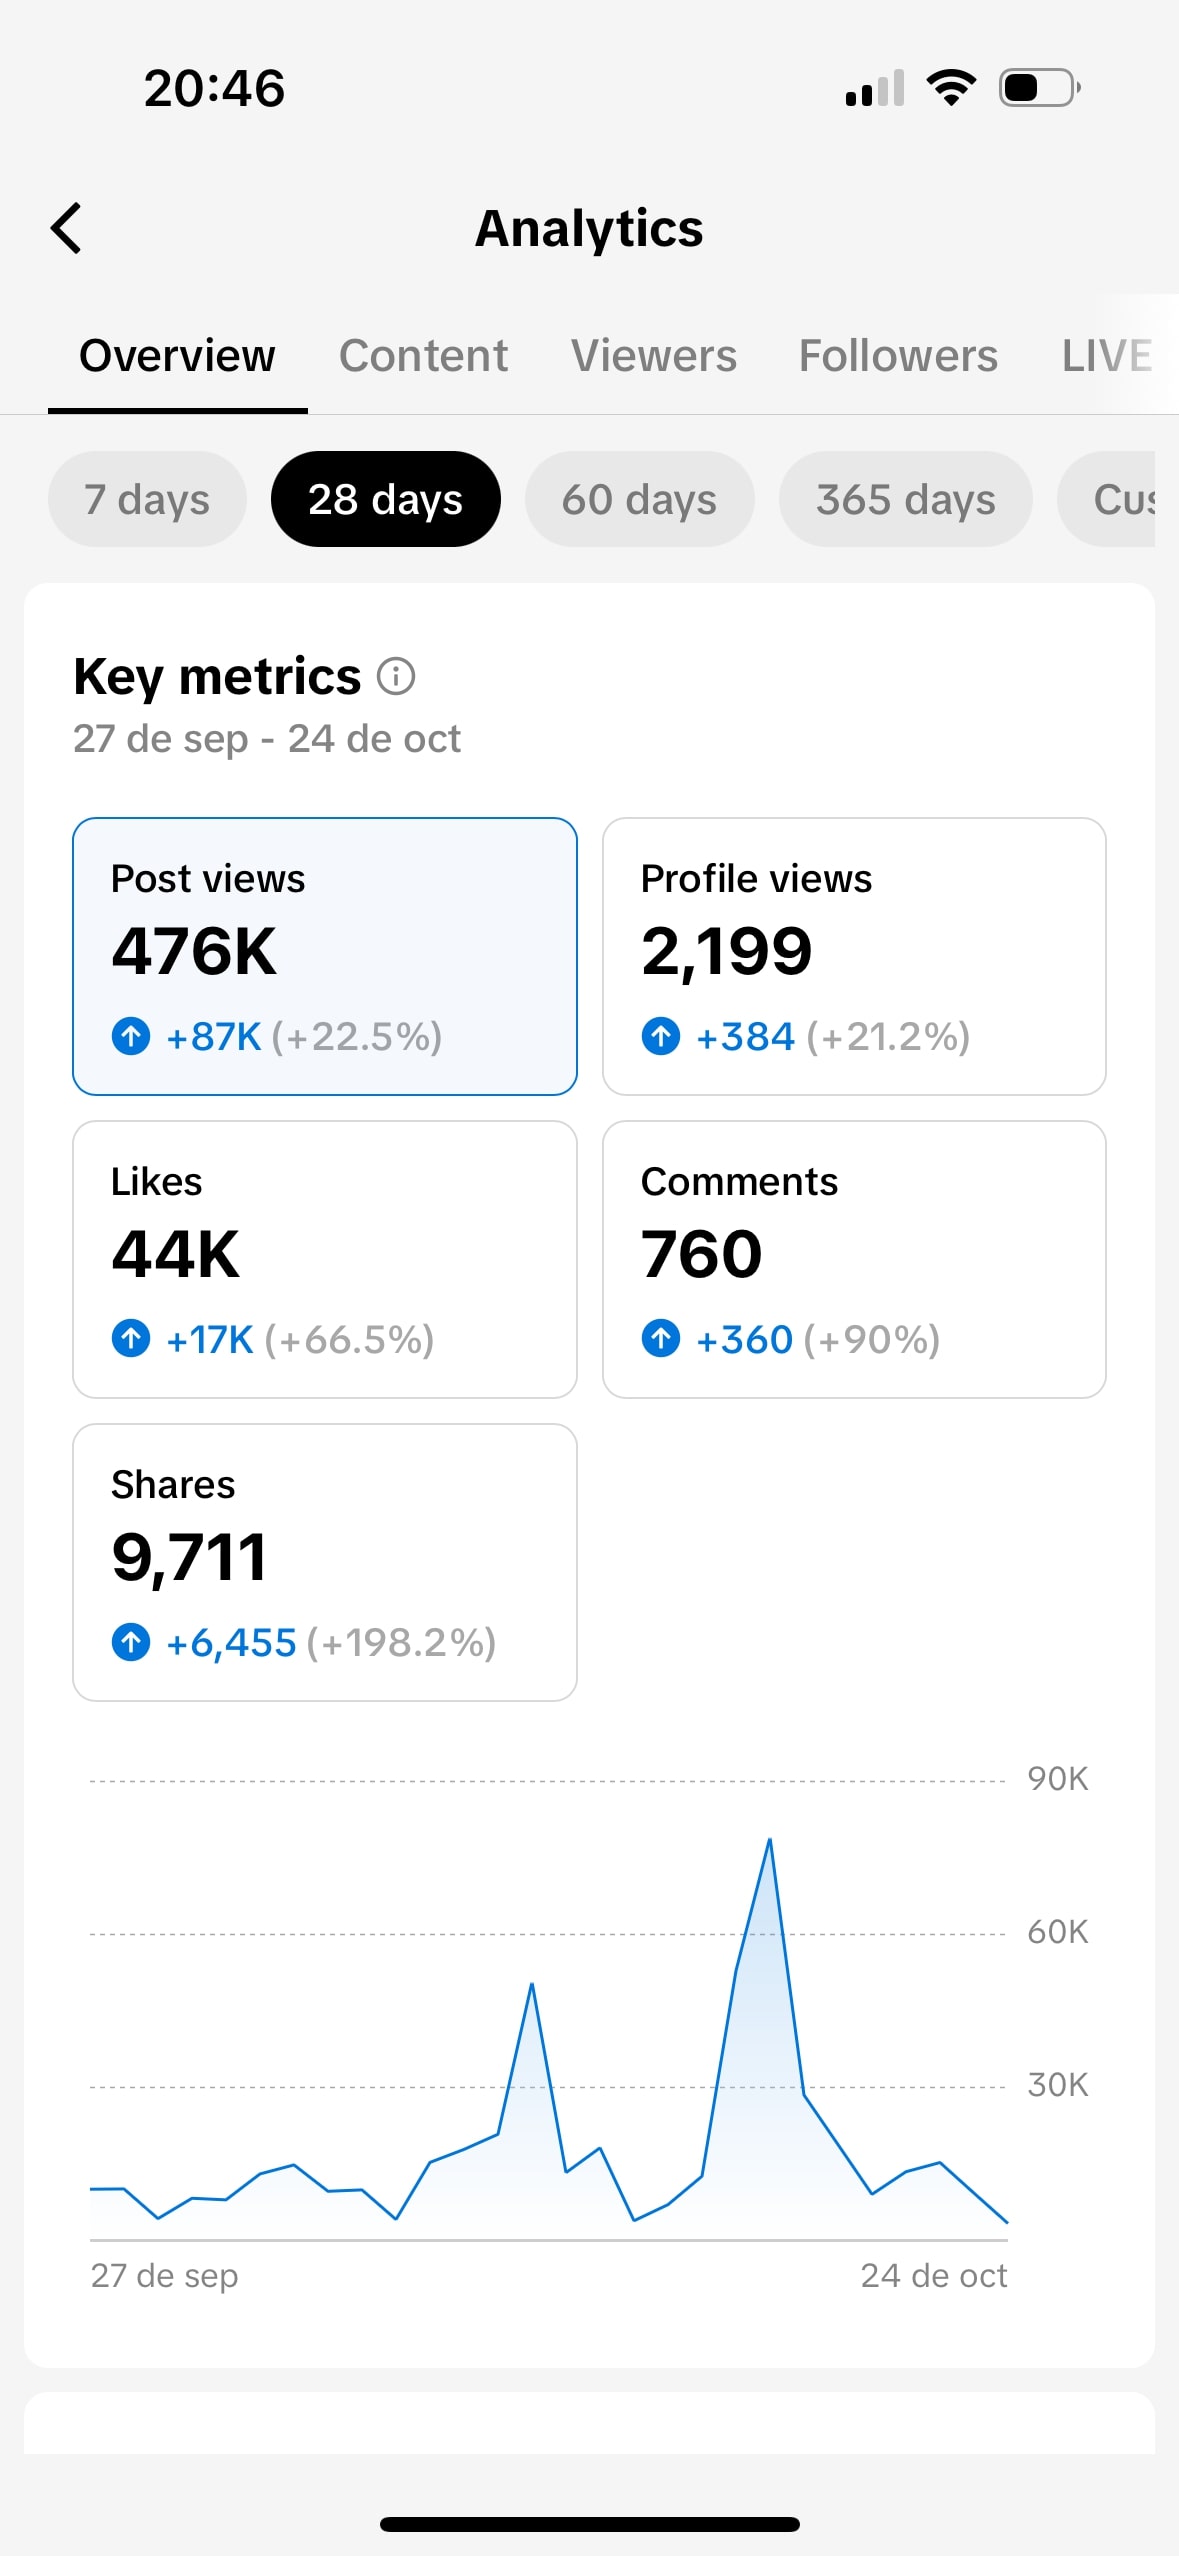 20:46
Analytics
Overview Content Viewers Followers LIVE
7 days 28 days 60 days 365 days Cus
Key metrics
27 de sep - 24 de oct
Post views
476K
+87K (+22.5%)
Profile views
2,199
+384 (+21.2%)
Likes
44K
+17K (+66.5%)
Comments
760
+360 (+90%)
Shares
9,711
+6,455 (+198.2%)
90K
60K
30K
27 de sep 24 de oct